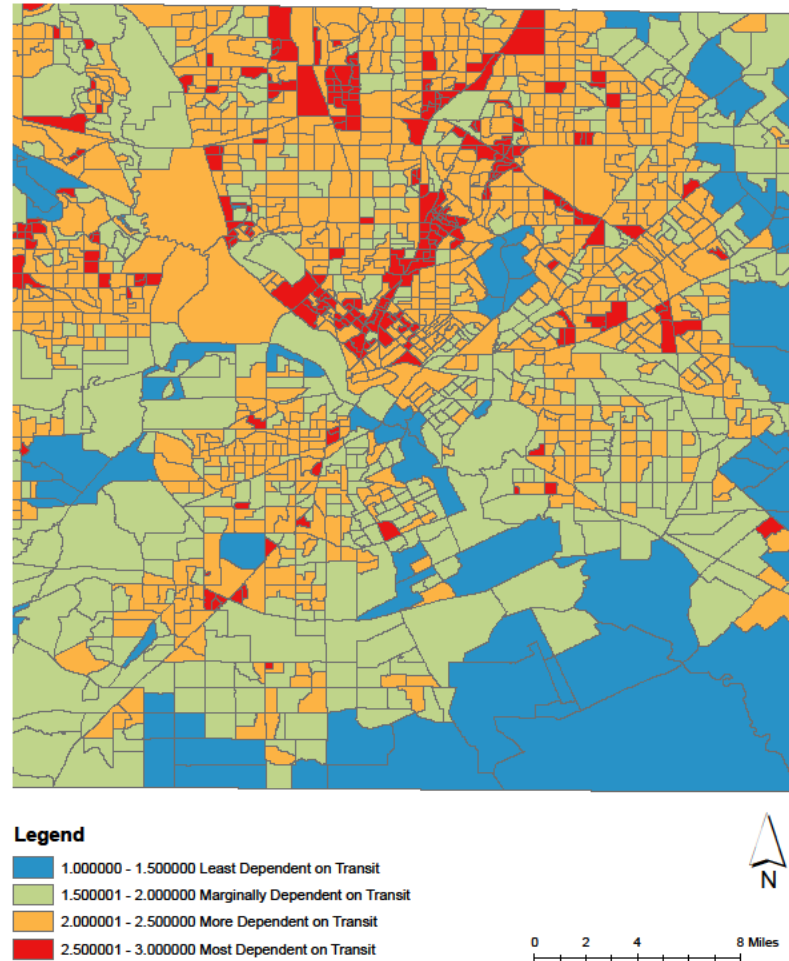 Legend
1.000000 - 1.500000 Least Dependent on Transit
1.500001 - 2.000000 Marginally Dependent on Transit
2.000001 - 2.500000 More Dependent on Transit
2.500001 - 3.000000 Most Dependent on Transit
N
0 2 4 6 8 Miles